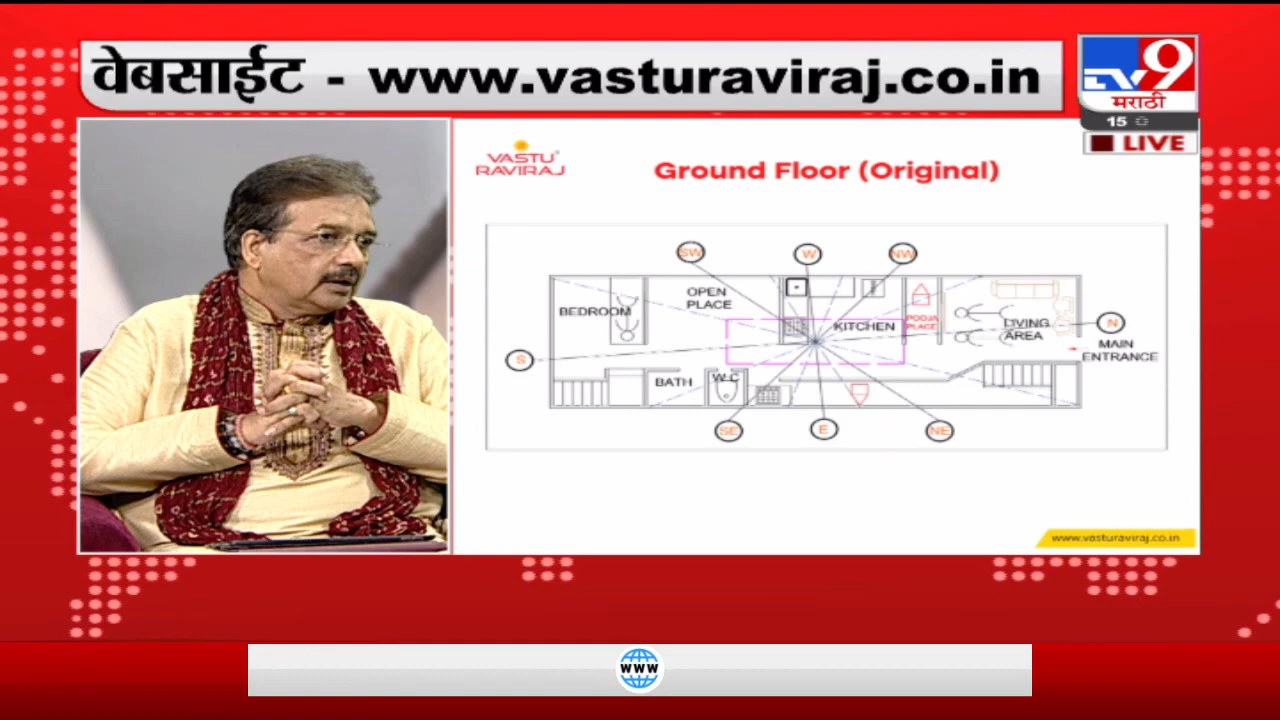 वेबसाईट - www.vasturaviraj.co.in
TV9
मराठी
15
LIVE
VASTU
RAVIRAJ
Ground Floor (Original)
SW
W
NW
BEDROOM
OPEN
PLACE
KITCHEN
POOJA
PLACE
LIVING
AREA
N
MAIN
ENTRANCE
S
BATH
W C
SE
E
NE
www.vasturaviraj.co.in
WWW